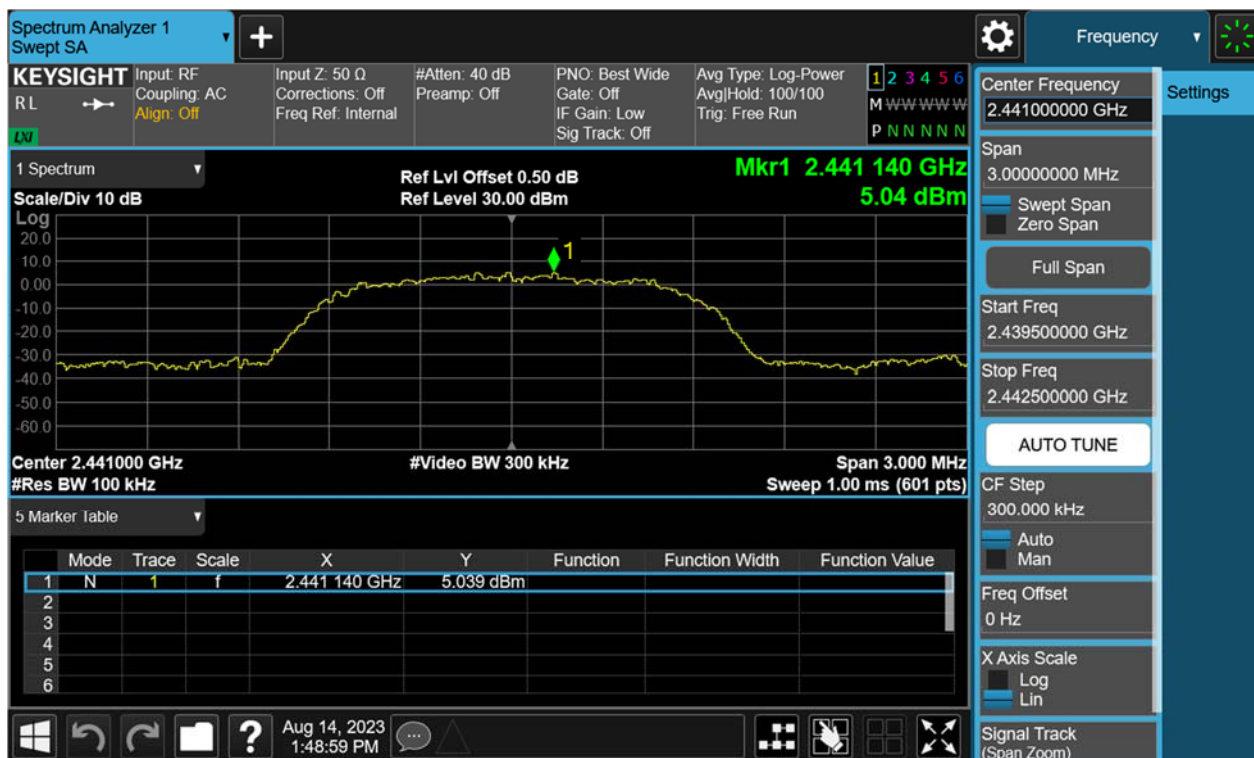 Spectrum Analyzer 1
Swept SA
+
Frequency
KEYSIGHT
R L
LXI
Input: RF
Coupling: AC
Align: Off
Input Z: 50 Ω
Corrections: Off
Freq Ref: Internal
#Atten: 40 dB
Preamp: Off
PNO: Best Wide
Gate: Off
IF Gain: Low
Sig Track: Off
Avg Type: Log-Power
Avg|Hold: 100/100
Trig: Free Run
1 2 3 4 5 6
M W W W W W
P N N N N N
1 Spectrum
Scale/Div 10 dB
Ref Lvl Offset 0.50 dB
Ref Level 30.00 dBm
Mkr1 2.441 140 GHz
5.04 dBm
Log
20.0
10.0
0.00
-10.0
-20.0
-30.0
-40.0
-50.0
-60.0
1
Center 2.441000 GHz
#Video BW 300 kHz
Span 3.000 MHz
#Res BW 100 kHz
Sweep 1.00 ms (601 pts)
5 Marker Table
Mode Trace Scale X Y Function Function Width Function Value
1 N 1 f 2.441 140 GHz 5.039 dBm
2
3
4
5
6
Aug 14, 2023
1:48:59 PM
Center Frequency
2.441000000 GHz
Settings
Span
3.00000000 MHz
Swept Span
Zero Span
Full Span
Start Freq
2.439500000 GHz
Stop Freq
2.442500000 GHz
AUTO TUNE
CF Step
300.000 kHz
Auto
Man
Freq Offset
0 Hz
X Axis Scale
Log
Lin
Signal Track
(Span Zoom)